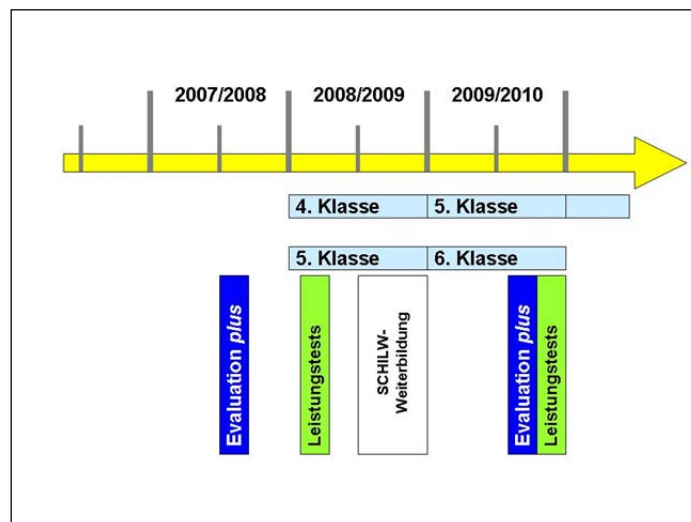 2007/2008 2008/2009 2009/2010
4. Klasse 5. Klasse
5. Klasse 6. Klasse
Evaluation plus
Leistungstests
SCHILW-
Weiterbildung
Evaluation plus
Leistungstests